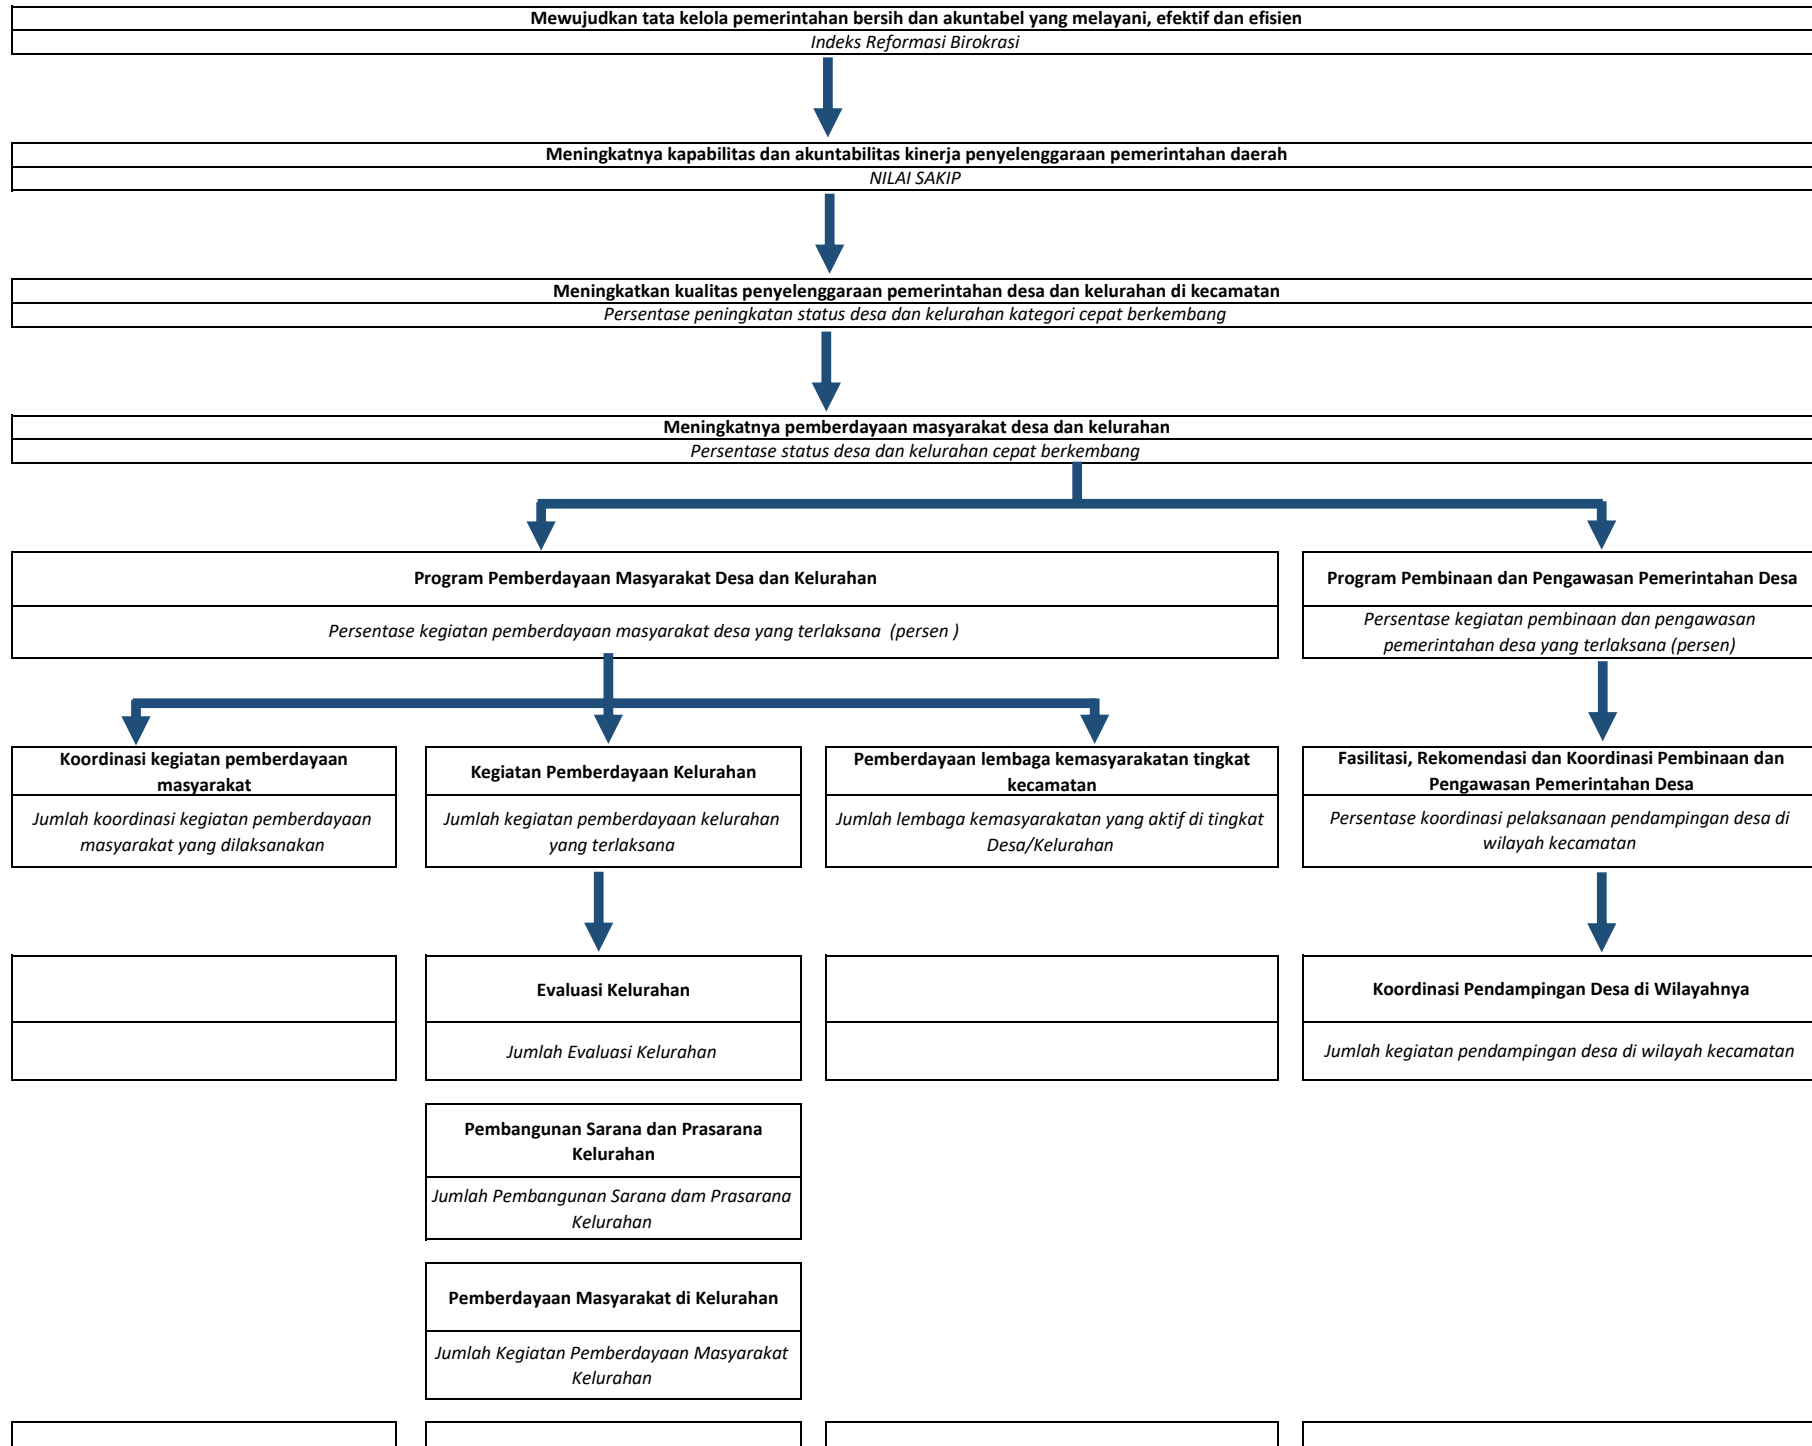 Mewujudkan tata kelola pemerintahan bersih dan akuntabel yang melayani, efektif dan efisien
Indeks Reformasi Birokrasi
Meningkatnya kapabilitas dan akuntabilitas kinerja penyelenggaraan pemerintahan daerah
NILAI SAKIP
Meningkatkan kualitas penyelenggaraan pemerintahan desa dan kelurahan di kecamatan
Persentase peningkatan status desa dan kelurahan kategori cepat berkembang
Meningkatnya pemberdayaan masyarakat desa dan kelurahan
Persentase status desa dan kelurahan cepat berkembang
Program Pemberdayaan Masyarakat Desa dan Kelurahan
Persentase kegiatan pemberdayaan masyarakat desa yang terlaksana (persen )
Program Pembinaan dan Pengawasan Pemerintahan Desa
Persentase kegiatan pembinaan dan pengawasan
pemerintahan desa yang terlaksana (persen)
Koordinasi kegiatan pemberdayaan
masyarakat
Jumlah koordinasi kegiatan pemberdayaan
masyarakat yang dilaksanakan
Kegiatan Pemberdayaan Kelurahan
Jumlah kegiatan pemberdayaan kelurahan
yang terlaksana
Pemberdayaan lembaga kemasyarakatan tingkat
kecamatan
Jumlah lembaga kemasyarakatan yang aktif di tingkat
Desa/Kelurahan
Fasilitasi, Rekomendasi dan Koordinasi Pembinaan dan
Pengawasan Pemerintahan Desa
Persentase koordinasi pelaksanaan pendampingan desa di
wilayah kecamatan
Evaluasi Kelurahan
Jumlah Evaluasi Kelurahan
Koordinasi Pendampingan Desa di Wilayahnya
Jumlah kegiatan pendampingan desa di wilayah kecamatan
Pembangunan Sarana dan Prasarana
Kelurahan
Jumlah Pembangunan Sarana dam Prasarana
Kelurahan
Pemberdayaan Masyarakat di Kelurahan
Jumlah Kegiatan Pemberdayaan Masyarakat
Kelurahan